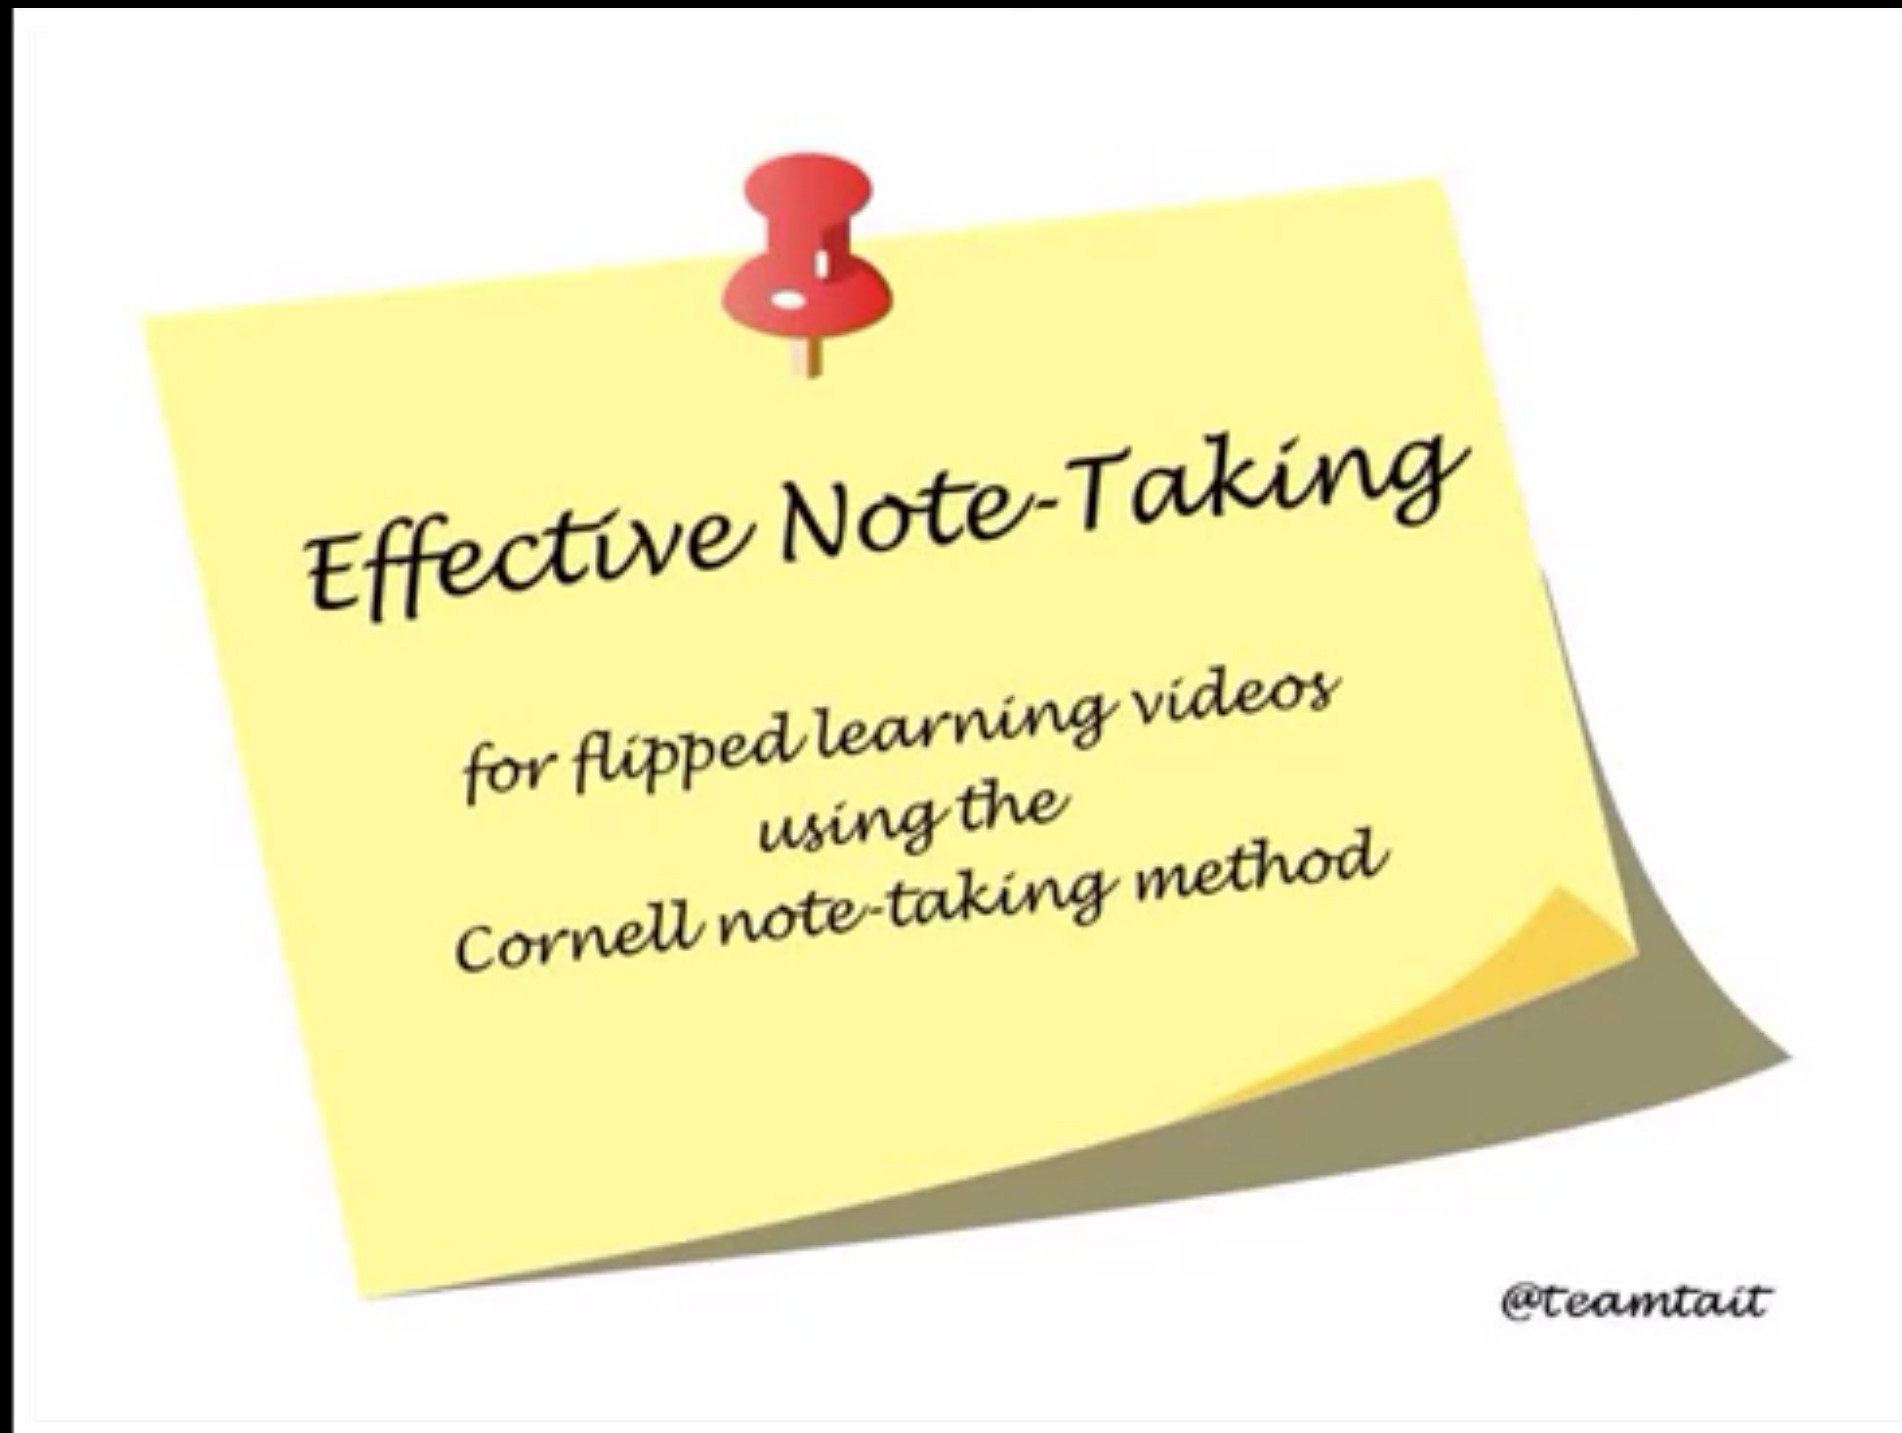 Effective Note-Taking
for flipped learning videos
using the
Cornell note-taking method
@teamtait